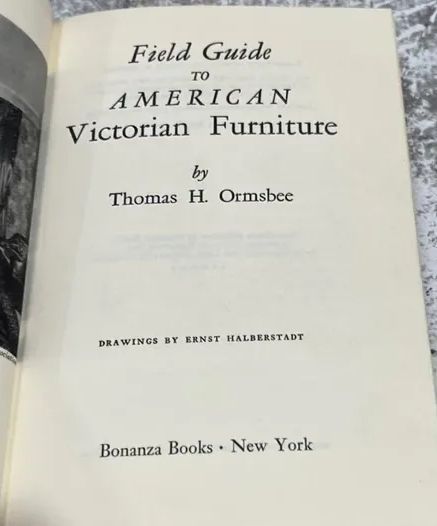 Field Guide
TO
AMERICAN
Victorian Furniture
by
Thomas H. Ormsbee
DRAWINGS BY ERNST HALBERSTADT
Bonanza Books • New York